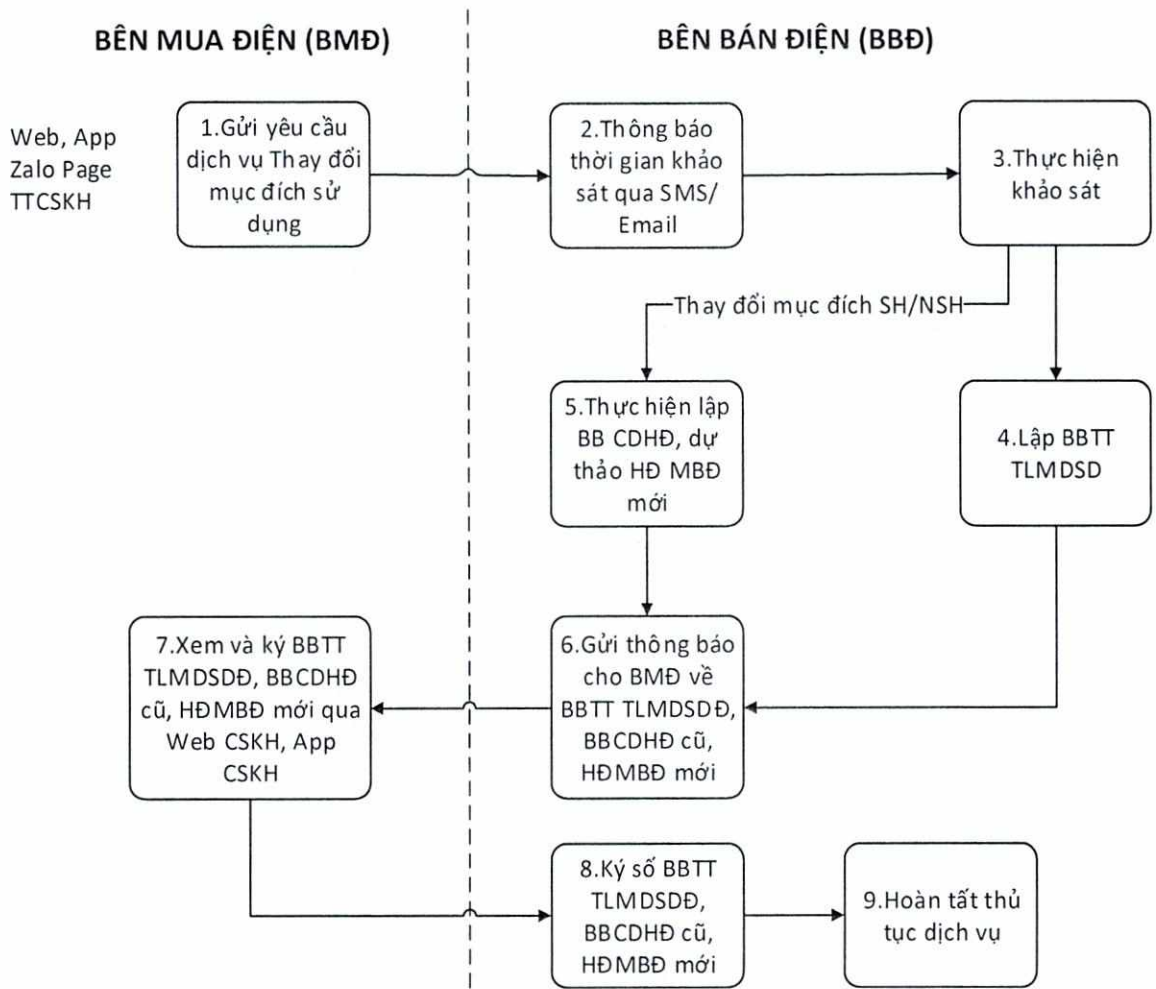 BÊN MUA ĐIỆN (BMĐ)
BÊN BÁN ĐIỆN (BBĐ)
Web, App
Zalo Page
TTCSKH
1.Gửi yêu cầu
dịch vụ Thay đổi
mục đích sử
dụng
2.Thông báo
thời gian khảo
sát qua SMS/
Email
3.Thực hiện
khảo sát
Thay đổi mục đích SH/NSH
5.Thực hiện lập
BB CDHĐ, dự
thảo HĐ MBĐ
mới
4.Lập BBTT
TLMDSD
7.Xem và ký BBTT
TLMDSDĐ, BBCDHĐ
cũ, HĐMBĐ mới qua
Web CSKH, App
CSKH
6.Gửi thông báo
cho BMĐ về
BBTT TLMDSDĐ,
BBCDHĐ cũ,
HĐMBĐ mới
8.Ký số BBTT
TLMDSDĐ,
BBCDHĐ cũ,
HĐMBĐ mới
9.Hoàn tất thủ
tục dịch vụ